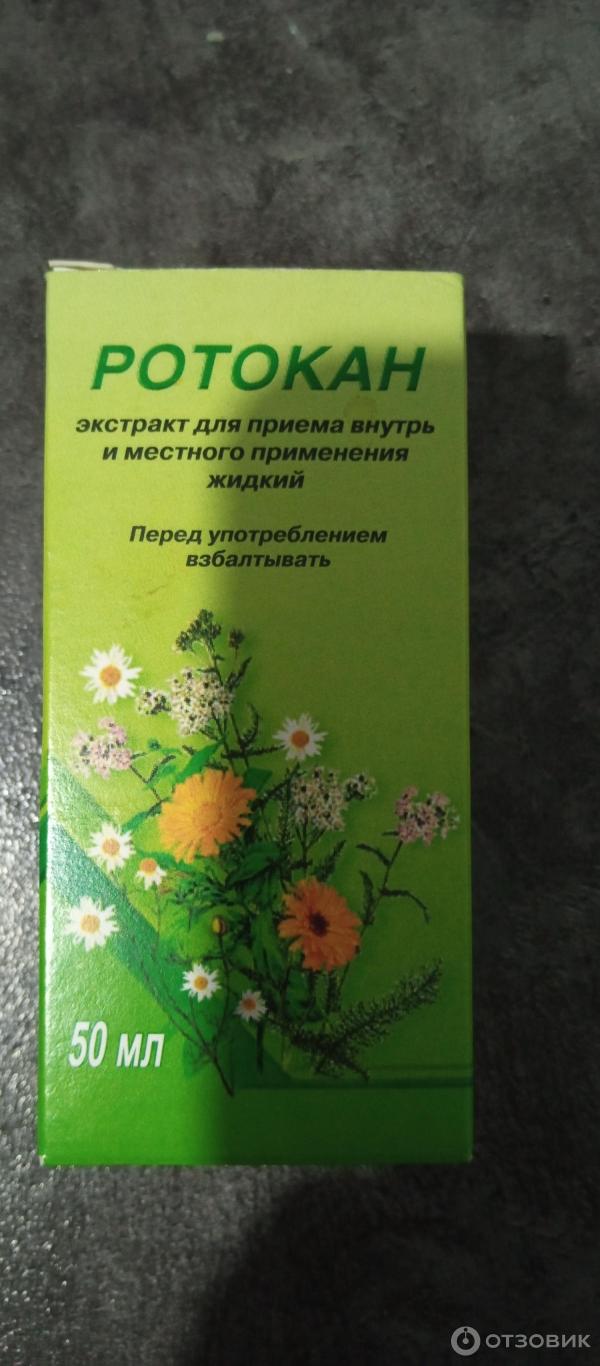 РОТОКАН
экстракт для приема внутрь
и местного применения
жидкий
Перед употреблением
взбалтывать
50 мл
ОТЗОВИК